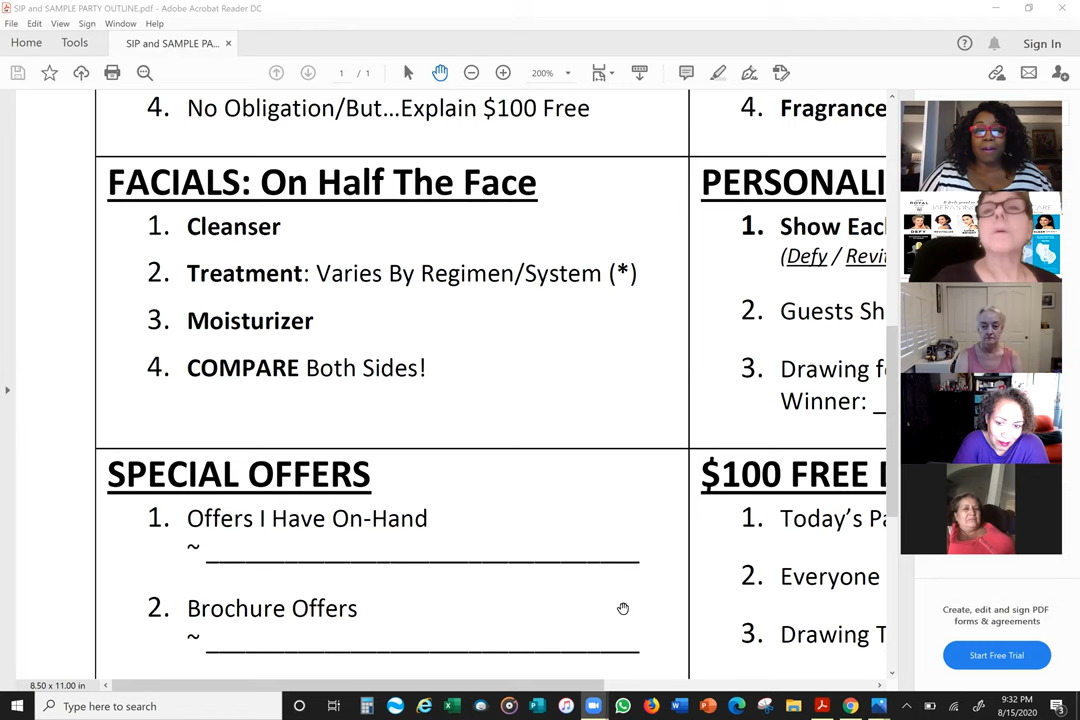 SIP and SAMPLE PARTY OUTLINE.pdf - Adobe Acrobat Reader DC
File Edit View Sign Window Help
Home Tools SIP and SAMPLE PA... × Sign In
1 / 1 200%
4. No Obligation/But...Explain $100 Free
4. Fragrance
FACIALS: On Half The Face
1. Cleanser
2. Treatment: Varies By Regimen/System (*)
3. Moisturizer
4. COMPARE Both Sides!
PERSONALI
1. Show Eac
(Defy / Revi
2. Guests Sh
3. Drawing f
Winner: _
SPECIAL OFFERS
1. Offers I Have On-Hand
~ ____________________
2. Brochure Offers
~ ____________________
$100 FREE
1. Today's Pa
2. Everyone
3. Drawing T
ROYAL
DEFY
Create, edit and sign PDF
forms & agreements
Start Free Trial
8.50 x 11.00 in
Type here to search
9:32 PM
8/15/2020